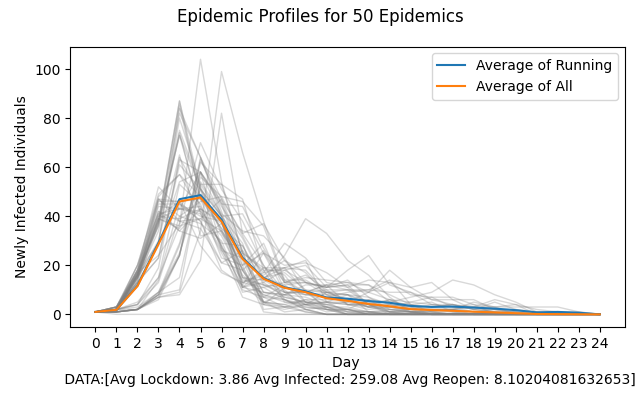 Epidemic Profiles for 50 Epidemics
Newly Infected Individuals
100
80
60
40
20
0
Average of Running
Average of All
0 1 2 3 4 5 6 7 8 9 10 11 12 13 14 15 16 17 18 19 20 21 22 23 24
Day
DATA:[Avg Lockdown: 3.86 Avg Infected: 259.08 Avg Reopen: 8.10204081632653]